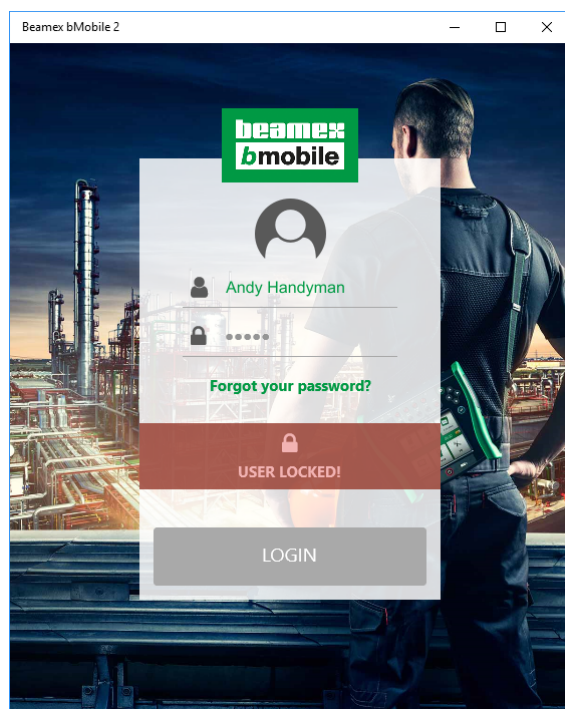 Beamex bMobile 2
beamex
bmobile
Andy Handyman
Forgot your password?
USER LOCKED!
LOGIN